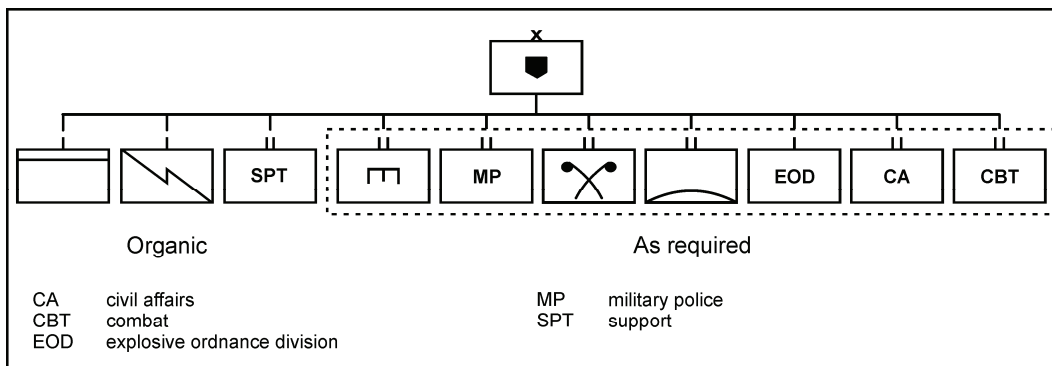 x
SPT MP EOD CA CBT
Organic As required
CA civil affairs MP military police
CBT combat SPT support
EOD explosive ordnance division